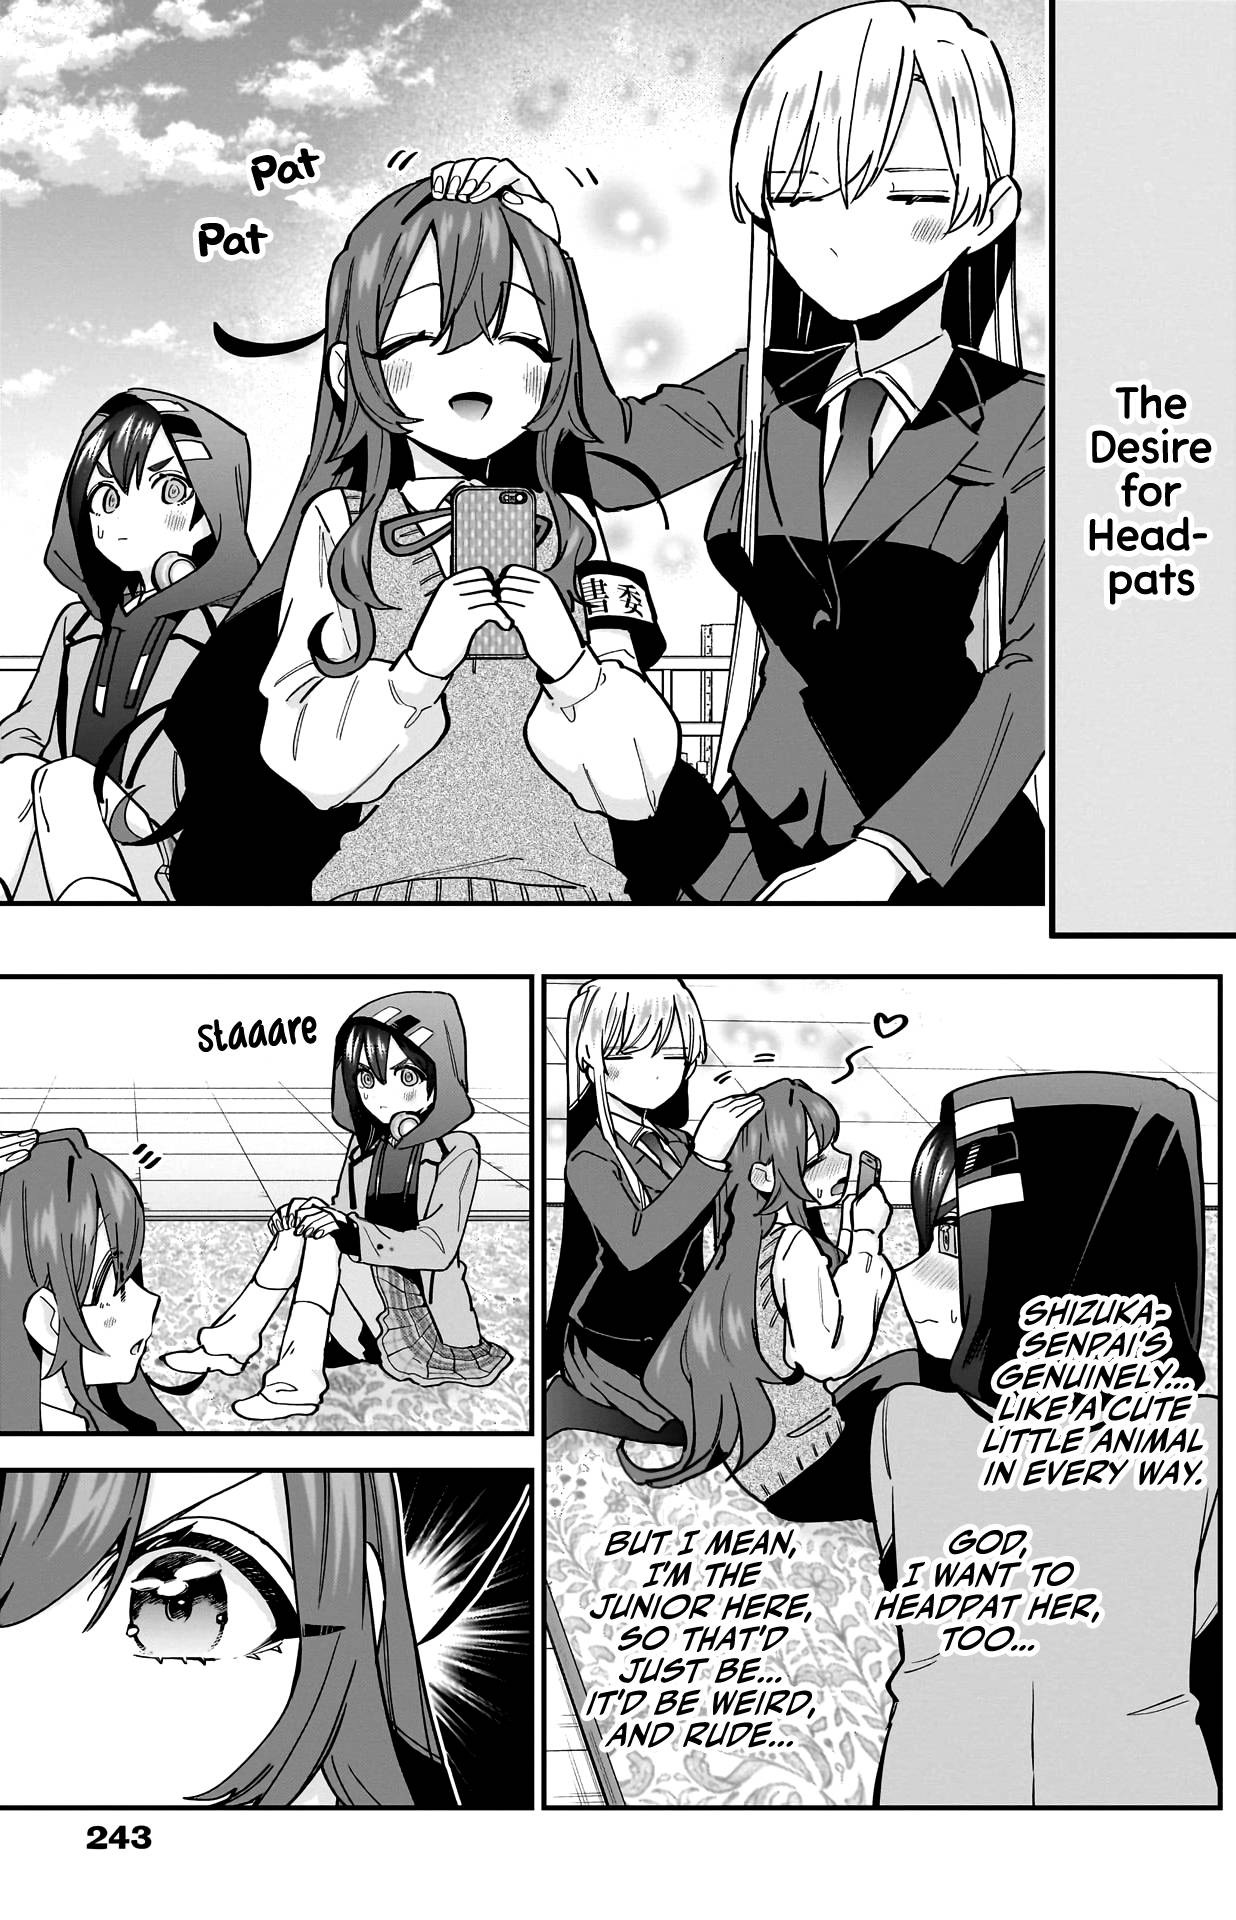 The
Desire
for
Head-
pats
Pat
Pat
書委
SHIZUKA-
SENPAI'S
GENUINELY...
LIKE A CUTE
LITTLE ANIMAL
IN EVERY WAY.
GOD,
I WANT TO
HEADPAT HER,
TOO...
BUT I MEAN,
I'M THE
JUNIOR HERE,
SO THAT'D
JUST BE...
IT'D BE WEIRD,
AND RUDE...
staaare
243